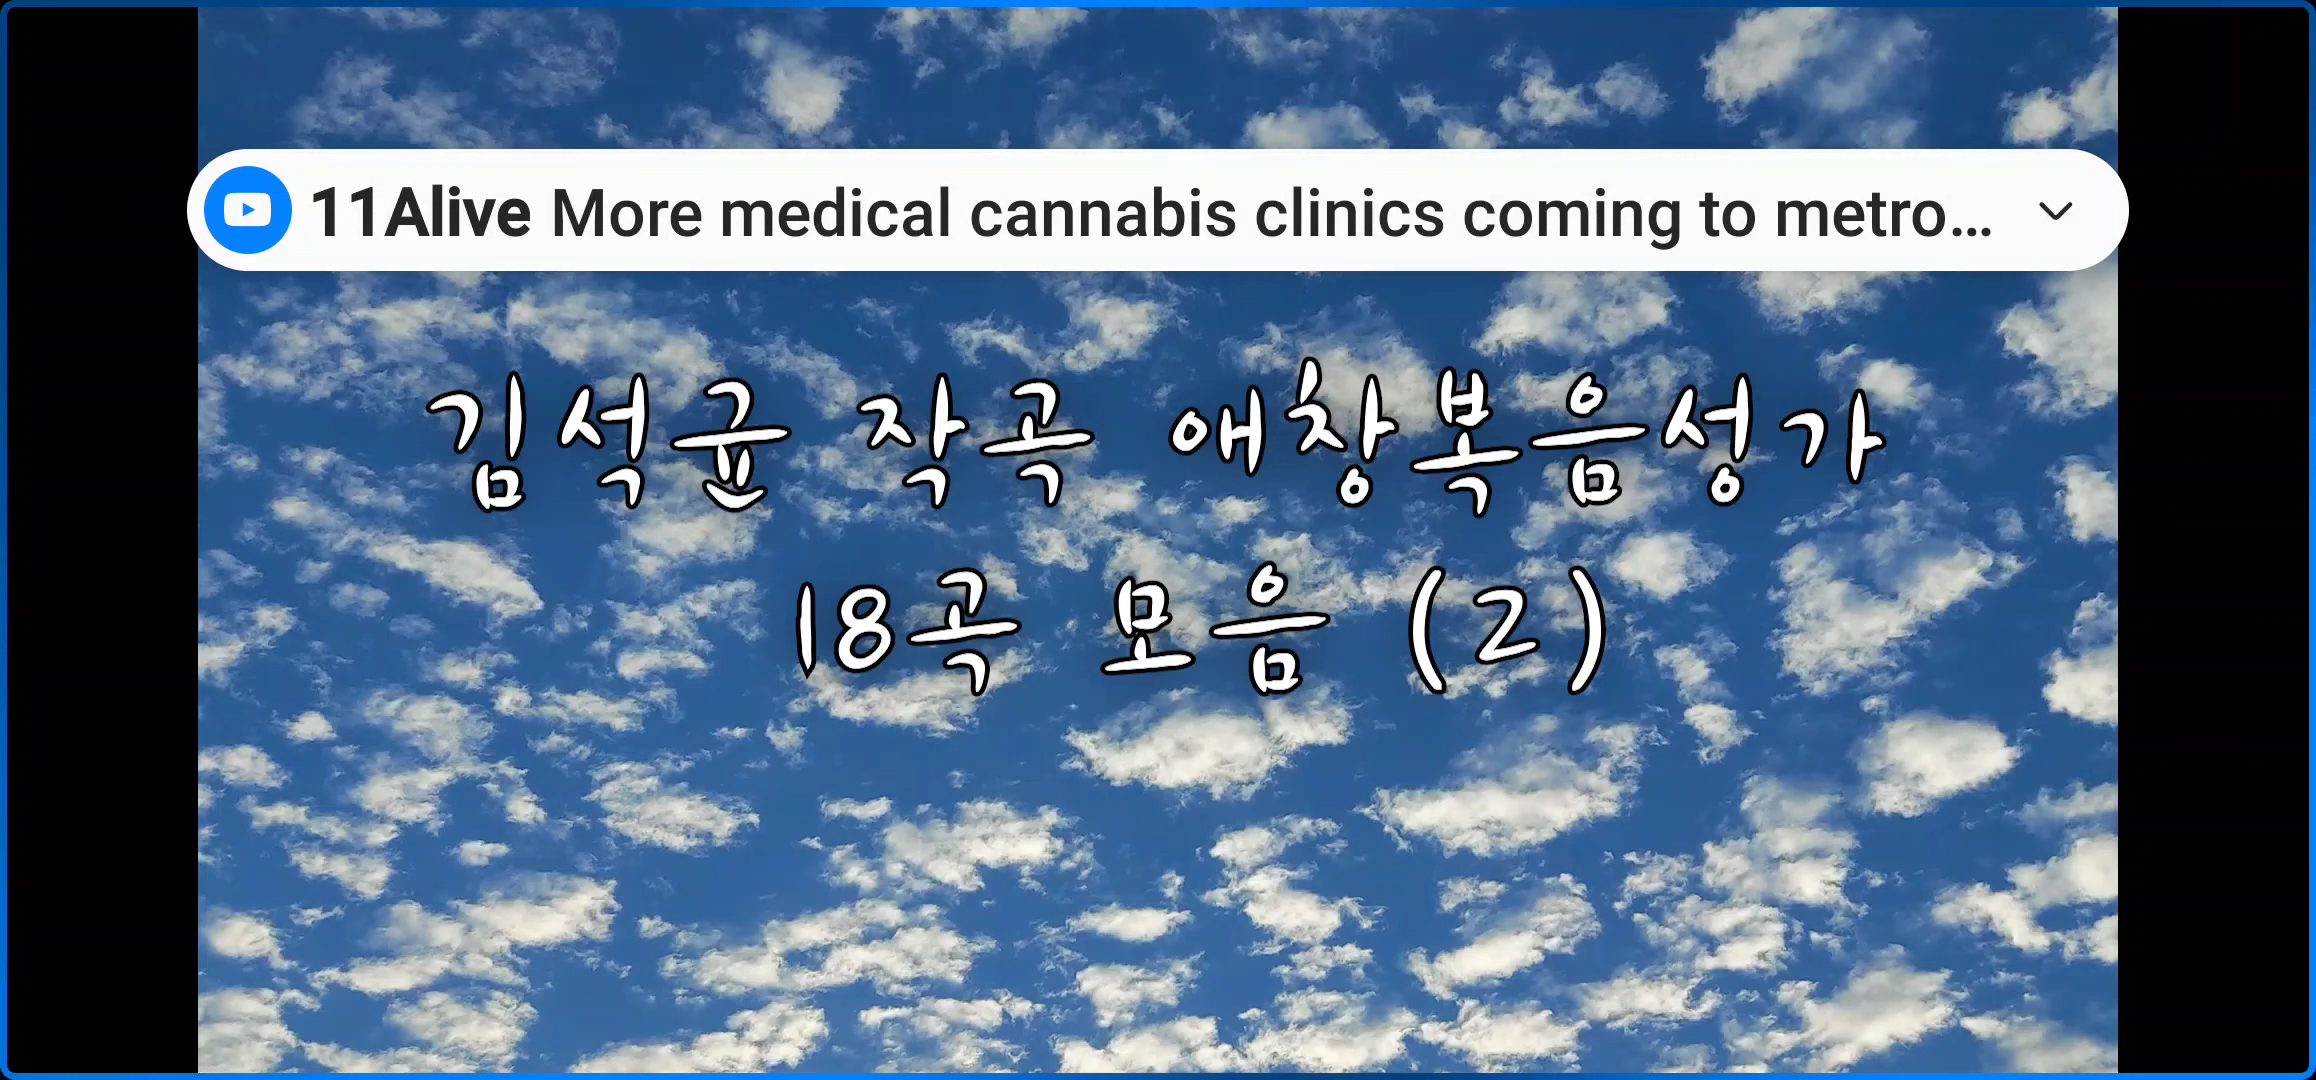 11Alive More medical cannabis clinics coming to metro...
김석균 작곡 애창복음성가
18곡 모음 (2)